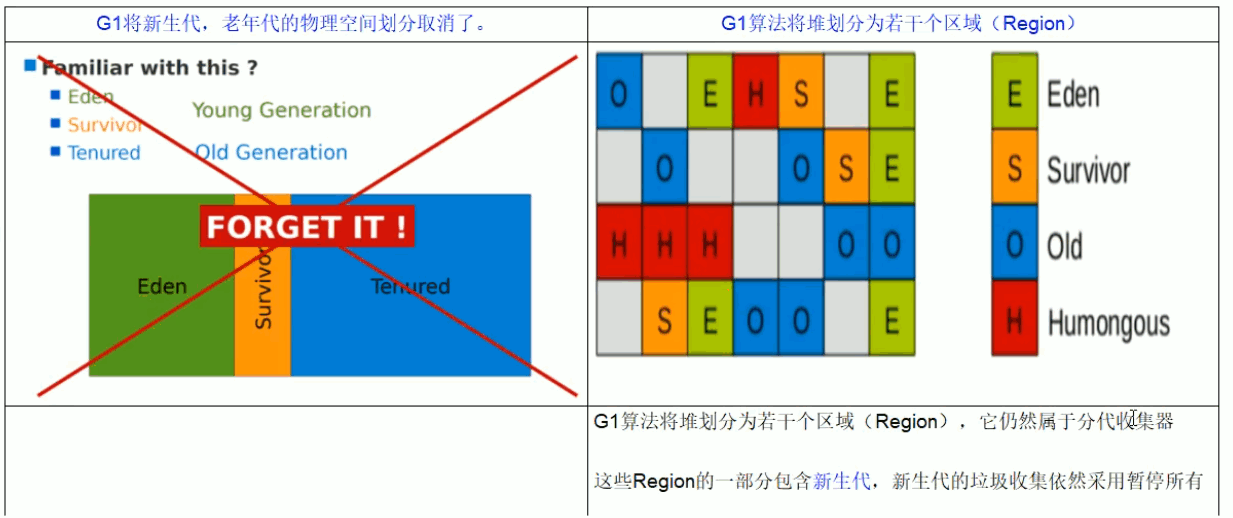 G1将新生代，老年代的物理空间划分取消了。
G1算法将堆划分为若干个区域（Region）
Familiar with this ?
Eden
Survivor
Tenured
Young Generation
Old Generation
FORGET IT !
Eden
Survivor
Tenured
O E H S E
O O S E
H H H O O
S E O O E
E Eden
S Survivor
O Old
H Humongous
G1算法将堆划分为若干个区域（Region），它仍然属于分代收集器
这些Region的一部分包含新生代，新生代的垃圾收集依然采用暂停所有